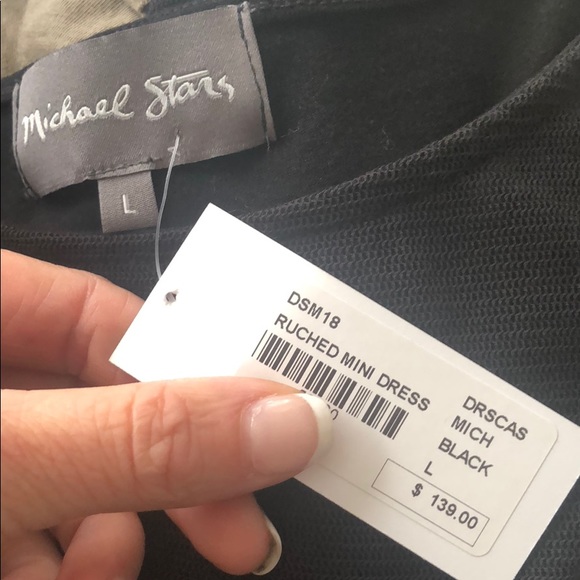 Michael Stars
L
DSM18
RUCHED MINI DRESS
DRSCAS
MICH
BLACK
L
$ 139.00